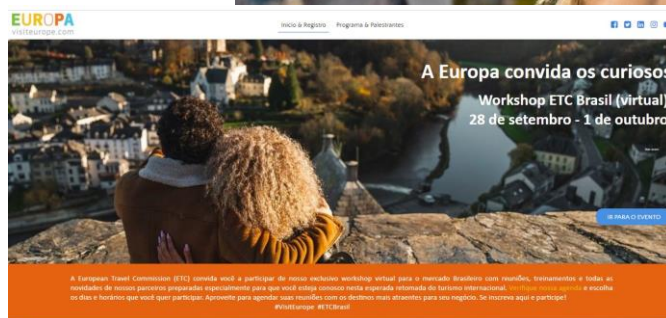 EUROPA
visiteurope.com
Inicio & Registro Programa & Palestrantes
A Europa convida os curiosos
Workshop ETC Brasil (virtual)
28 de setembro - 1 de outubro
IR PARA O EVENTO
A European Travel Commission (ETC) convida você a participar de nosso exclusivo workshop virtual para o mercado Brasileiro com reuniões, treinamentos e todas as
novidades de nossos parceiros preparadas especialmente para que você esteja conosco nesta esperada retomada do turismo internacional. Verifique nossa agenda e escolha
os dias e horários que você quer participar. Aproveite para agendar suas reuniões com os destinos mais atraentes para seu negócio. Se inscreva aqui e participe!
#VisitEurope #ETCBrasil